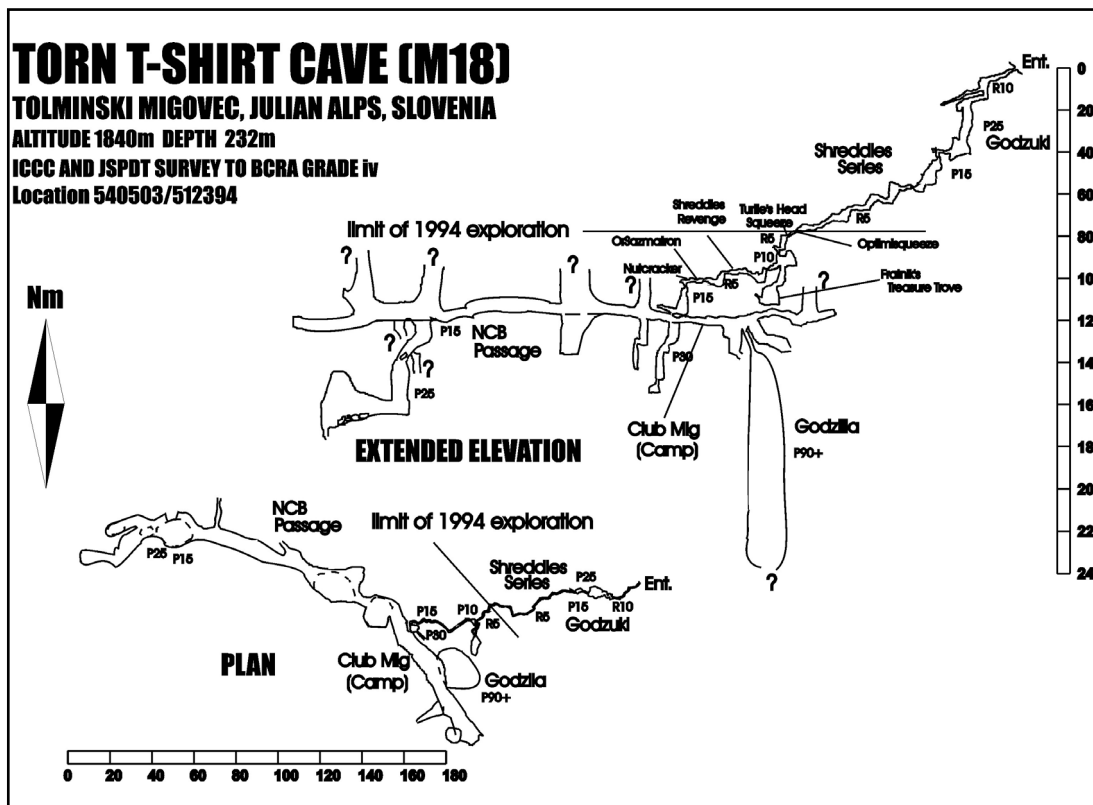 TORN T-SHIRT CAVE (M18)
TOLMINSKI MIGOVEC, JULIAN ALPS, SLOVENIA
ALTITUDE 1840m DEPTH 232m
ICCC AND JSPDT SURVEY TO BCRA GRADE iv
Location 540503/512394
Nm
Ent.
R10
P25
Godzuki
P15
Shreddies
Series
R5
Shreddies
Revenge
Turtle's Head
Squeeze
limit of 1994 exploration
R5
Optimisqueeze
OrSazmatron
P10
Nutcracker
R5
Fratnik's
Treasure Trove
P15
?
?
?
?
?
P15
NCB
Passage
?
?
P30
P25
Club Mig
(Camp)
Godzilla
P90+
?
EXTENDED ELEVATION
0
20
40
60
80
10
12
14
16
18
20
22
24
NCB
Passage
limit of 1994 exploration
P25
P15
Shreddies
Series
P25
Ent.
P15
P10
R5
R5
P15
R10
Godzuki
P30
PLAN
Club Mig
(Camp)
Godzilla
P90+
0 20 40 60 80 100 120 140 160 180